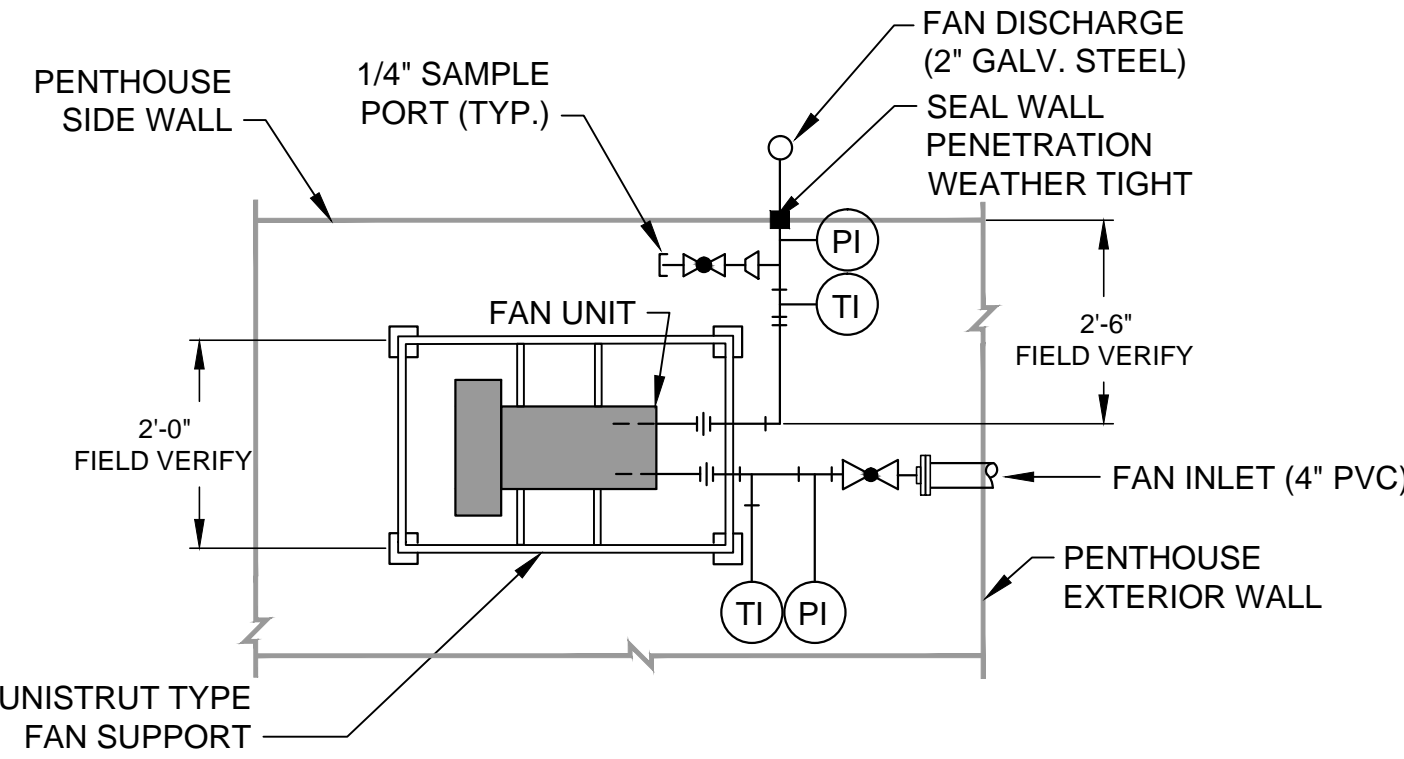 FAN DISCHARGE
(2" GALV. STEEL)
PENTHOUSE
SIDE WALL
1/4" SAMPLE
PORT (TYP.)
SEAL WALL
PENETRATION
WEATHER TIGHT
PI
TI
FAN UNIT
2'-6"
FIELD VERIFY
2'-0"
FIELD VERIFY
FAN INLET (4" PVC)
TI
PI
PENTHOUSE
EXTERIOR WALL
UNISTRUT TYPE
FAN SUPPORT